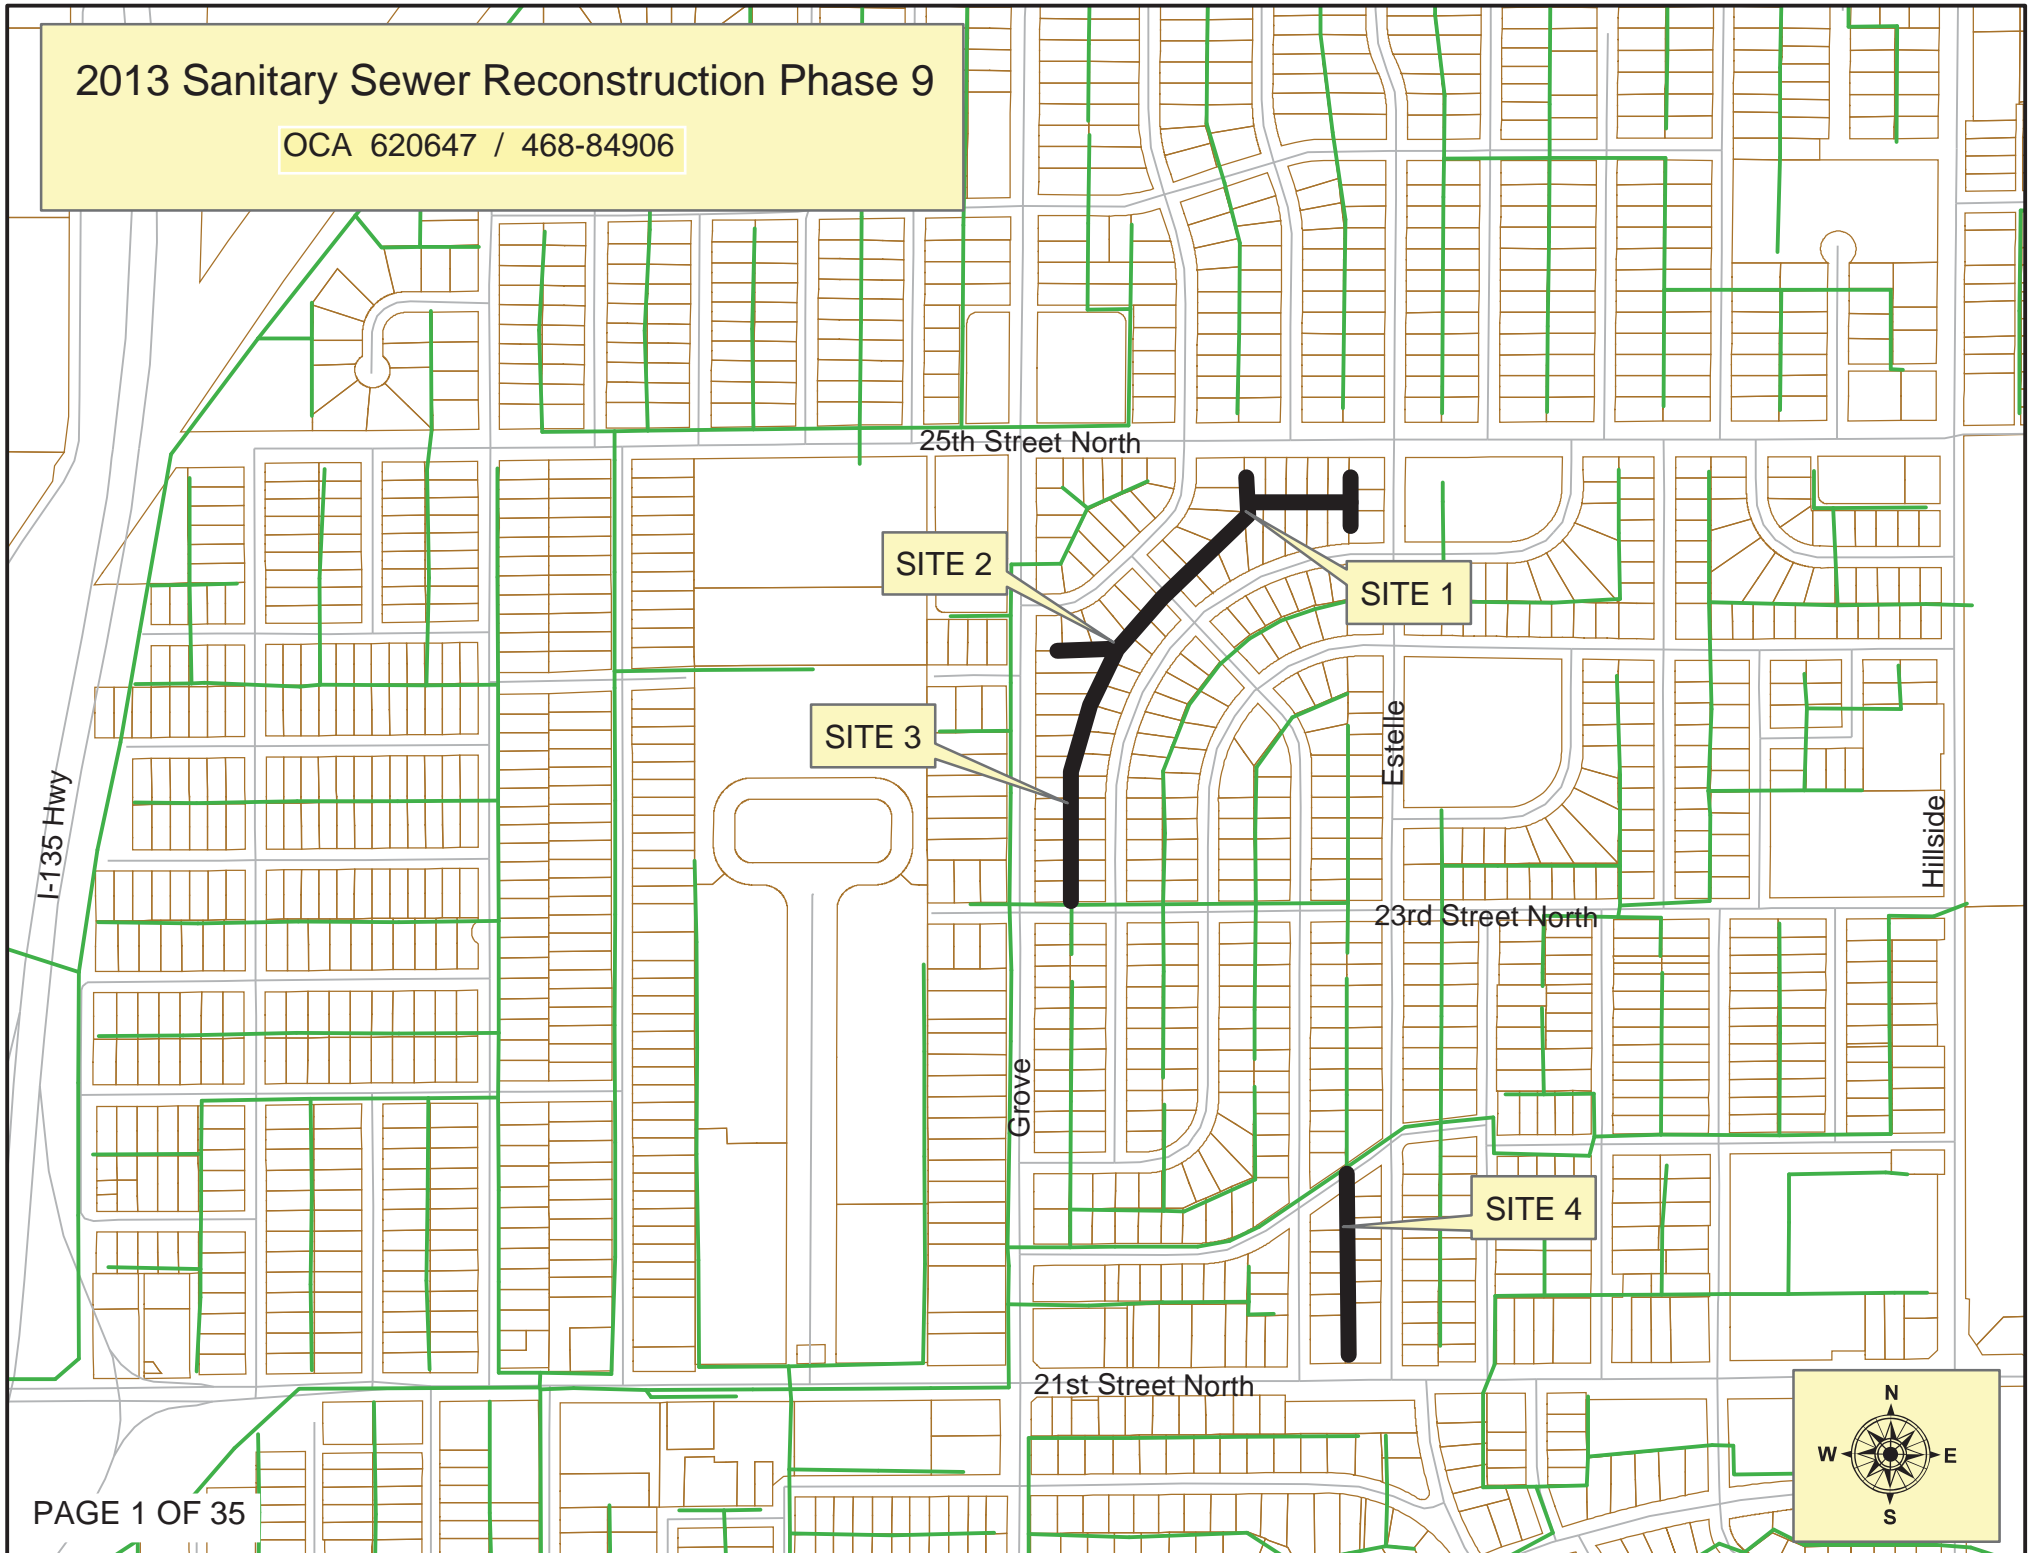 2013 Sanitary Sewer Reconstruction Phase 9
OCA 620647 / 468-84906
25th Street North
SITE 2
SITE 1
SITE 3
Estelle
I-135 Hwy
Hillside
23rd Street North
Grove
SITE 4
21st Street North
N
W
E
S
PAGE 1 OF 35